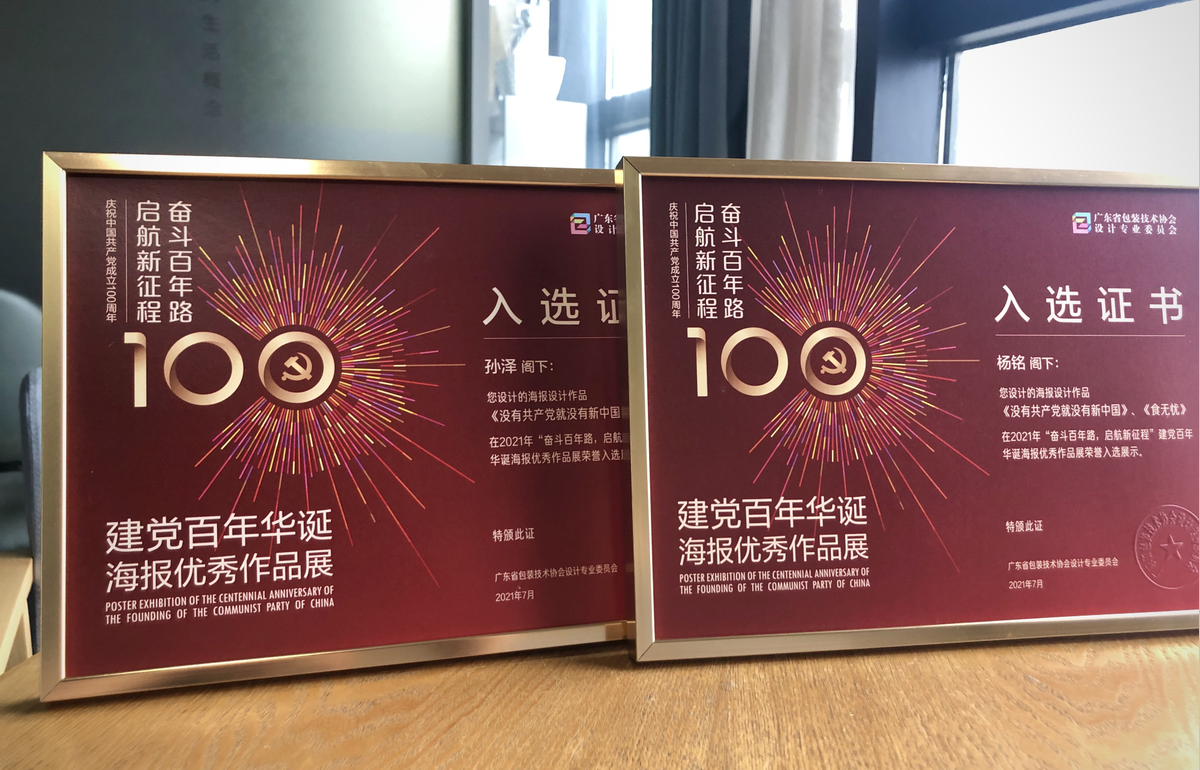 庆祝中国共产党成立100周年
奋斗百年路
启航新征程
100
建党百年华诞
海报优秀作品展
POSTER EXHIBITION OF THE CENTENNIAL ANNIVERSARY OF
THE FOUNDING OF THE COMMUNIST PARTY OF CHINA
广东省
设计
入选证
孙泽 阁下：
您设计的海报设计作品
《没有共产党就没有新中国
在2021年“奋斗百年路，启航
华诞海报优秀作品展荣誉入选
特颁此证
广东省包装技术协会设计专业委员会
2021年7月
庆祝中国共产党成立100周年
奋斗百年路
启航新征程
100
建党百年华诞
海报优秀作品展
POSTER EXHIBITION OF THE CENTENNIAL ANNIVERSARY OF
THE FOUNDING OF THE COMMUNIST PARTY OF CHINA
广东省包装技术协会
设计专业委员会
入选证书
杨铭 阁下：
您设计的海报设计作品
《没有共产党就没有新中国》、《食无忧》
在2021年“奋斗百年路，启航新征程”建党百年
华诞海报优秀作品展荣誉入选展示。
特颁此证
广东省包装技术协会设计专业委员会
2021年7月